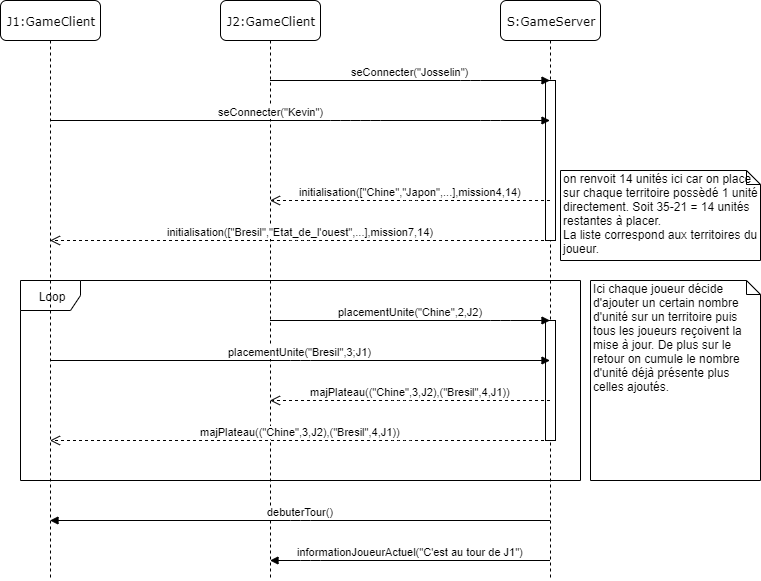 J1:GameClient
J2:GameClient
S:GameServer
seConnecter("Josselin")
seConnecter("Kevin")
initialisation(["Chine","Japon",...],mission4,14)
initialisation(["Bresil","Etat_de_l'ouest",...],mission7,14)
on renvoit 14 unités ici car on place
sur chaque territoire possèdé 1 unité
directement. Soit 35-21 = 14 unités
restantes à placer.
La liste correspond aux territoires du
joueur.
Loop
placementUnite("Chine",2,J2)
placementUnite("Bresil",3,J1)
majPlateau(("Chine",3,J2),("Bresil",4,J1))
majPlateau(("Chine",3,J2),("Bresil",4,J1))
Ici chaque joueur décide
d'ajouter un certain nombre
d'unité sur un territoire puis
tous les joueurs reçoivent la
mise à jour. De plus sur le
retour on cumule le nombre
d'unité déjà présente plus
celles ajoutés.
debuterTour()
informationJoueurActuel("C'est au tour de J1")